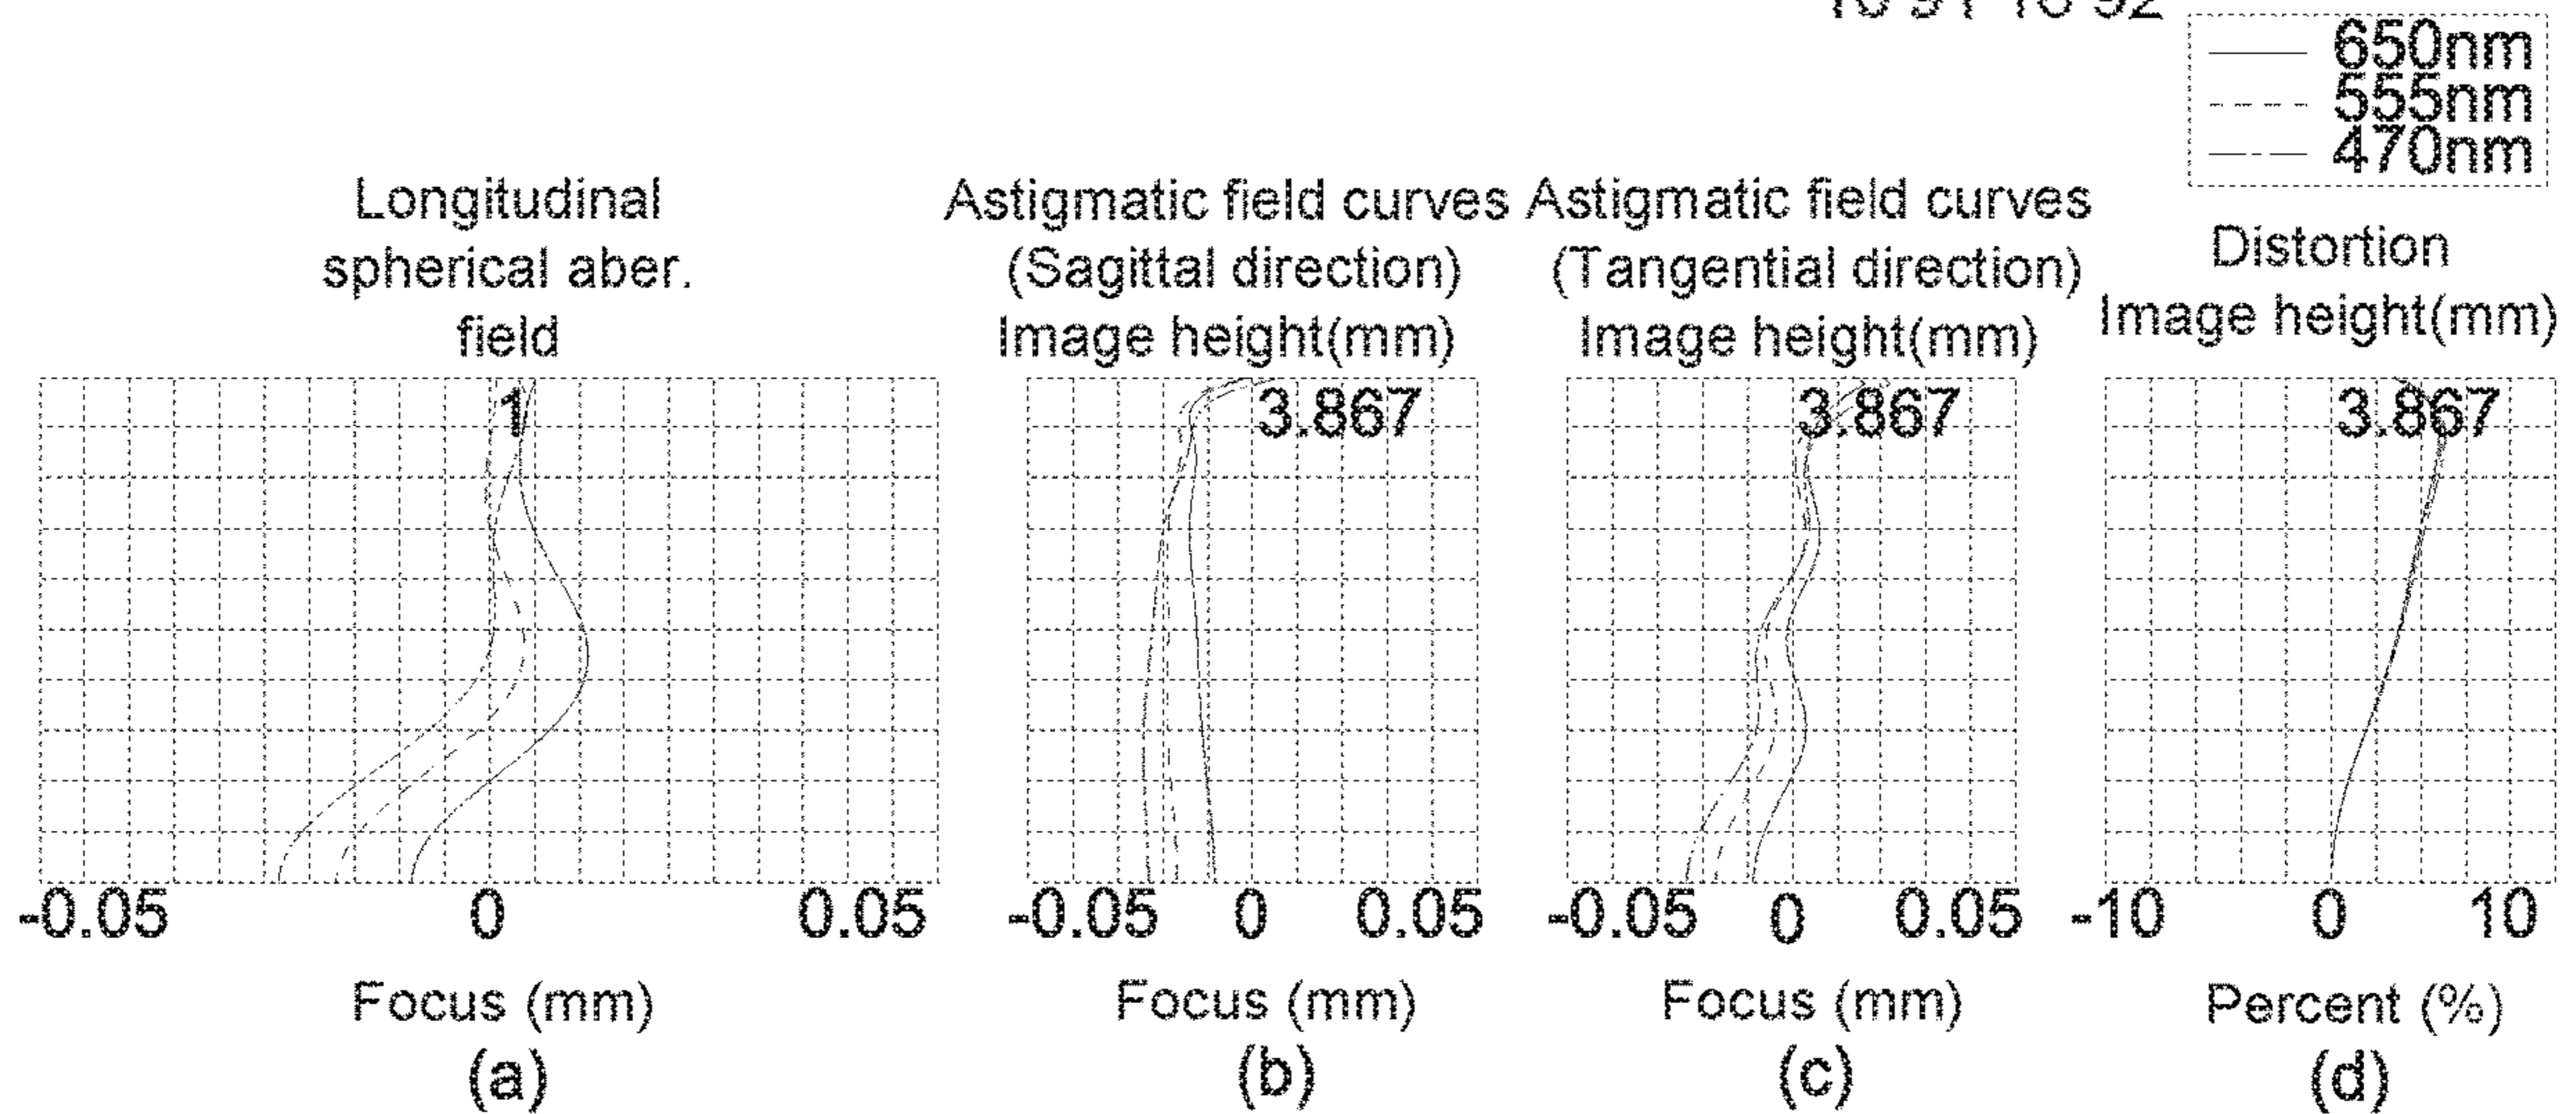 650nm
555nm
470nm
Longitudinal
spherical aber.
field
Astigmatic field curves
(Sagittal direction)
Image height(mm)
Astigmatic field curves
(Tangential direction)
Image height(mm)
Distortion
Image height(mm)
1
3.867
3.867
3.867
-0.05 0 0.05
-0.05 0 0.05
-0.05 0 0.05
-10 0 10
Focus (mm)
Focus (mm)
Focus (mm)
Percent (%)
(a)
(b)
(c)
(d)